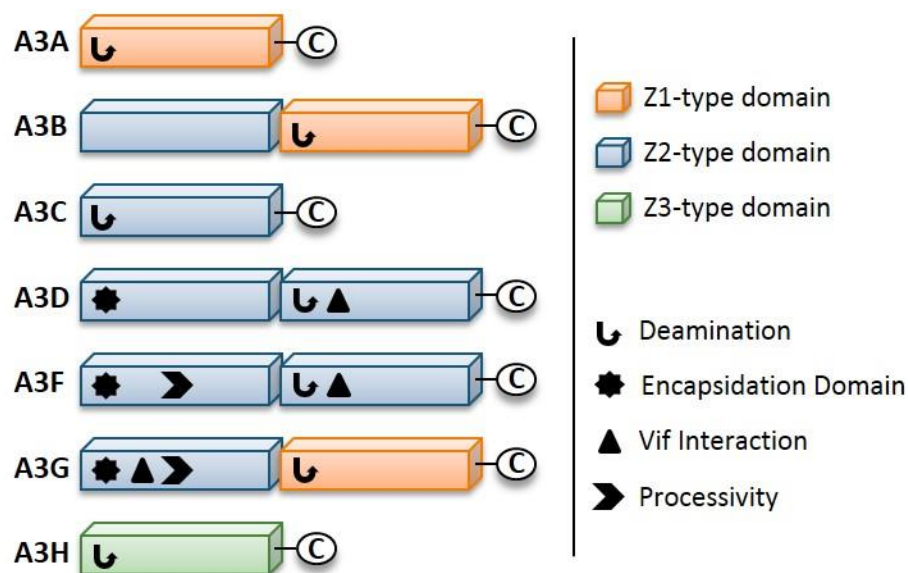 A3A C
A3B C
A3C C
A3D C
A3F C
A3G C
A3H C
Z1-type domain
Z2-type domain
Z3-type domain
Deamination
Encapsidation Domain
Vif Interaction
Processivity